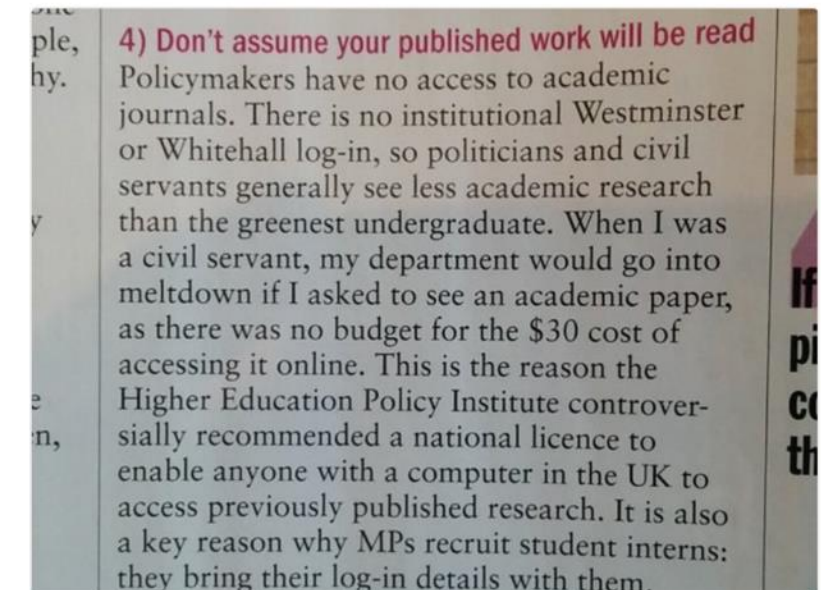 ple,
hy.
y
e
n,
4) Don't assume your published work will be read
Policymakers have no access to academic
journals. There is no institutional Westminster
or Whitehall log-in, so politicians and civil
servants generally see less academic research
than the greenest undergraduate. When I was
a civil servant, my department would go into
meltdown if I asked to see an academic paper,
as there was no budget for the $30 cost of
accessing it online. This is the reason the
Higher Education Policy Institute controver-
sially recommended a national licence to
enable anyone with a computer in the UK to
access previously published research. It is also
a key reason why MPs recruit student interns:
they bring their log-in details with them.
If
pi
co
th